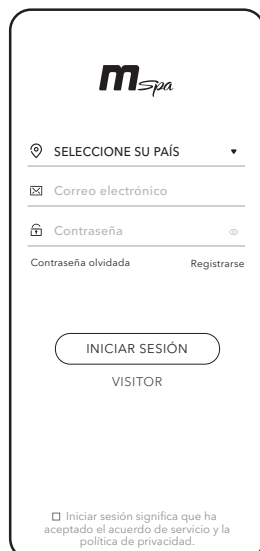 mspa
SELECCIONE SU PAÍS
Correo electrónico
Contraseña
Contraseña olvidada Registrarse
INICIAR SESIÓN
VISITOR
Iniciar sesión significa que ha
aceptado el acuerdo de servicio y la
política de privacidad.